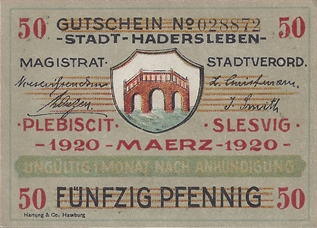 50 GUTSCHEIN No 028872 50
STADT-HADERSLEBEN
MAGISTRAT STADTVERORD.
PLEBISCIT SLESVIG
1920-MAERZ-1920
UNGÜLTIG 1 MONAT NACH ANKÜNDIGUNG
50 FÜNFZIG PFENNIG 50
Hartung & Co. Hamburg